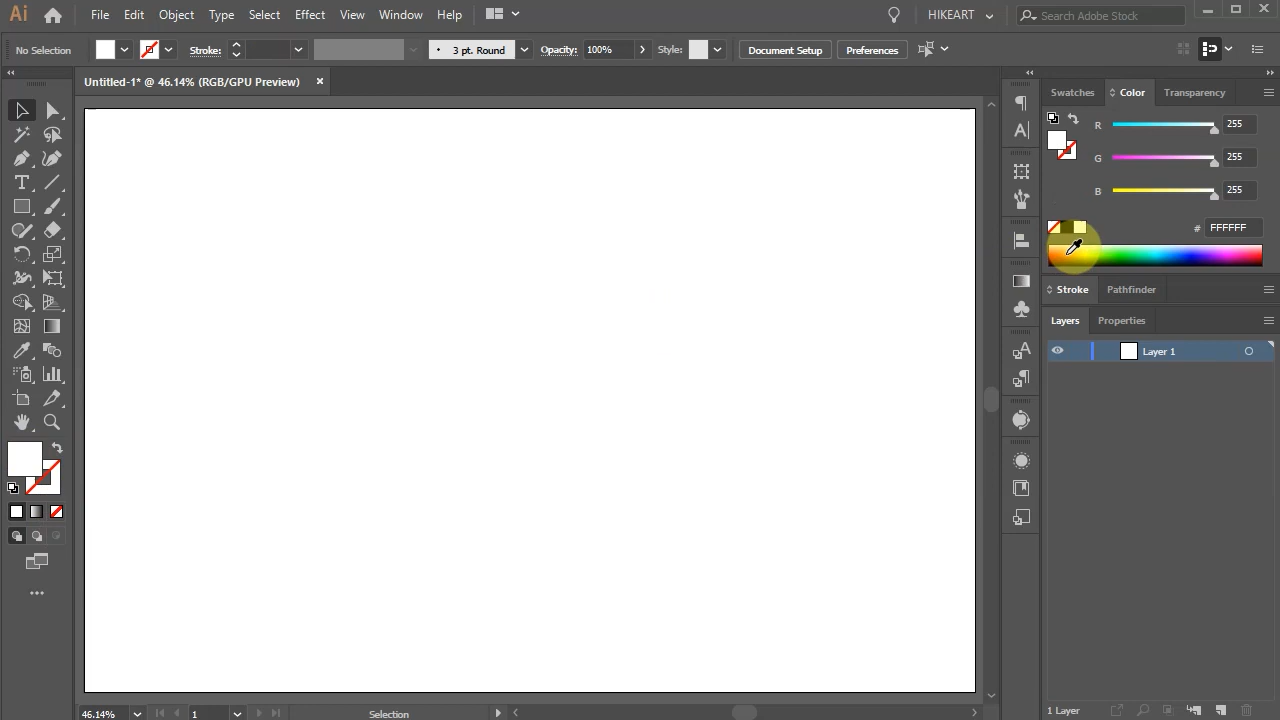 Ai File Edit Object Type Select Effect View Window Help HIKEART Search Adobe Stock
No Selection Stroke: 3 pt. Round Opacity: 100% Style: Document Setup Preferences
Untitled-1* @ 46.14% (RGB/GPU Preview) ×
Swatches Color Transparency
R 255
G 255
B 255
# FFFFFF
Stroke Pathfinder
Layers Properties
Layer 1
46.14% 1 Selection
1 Layer